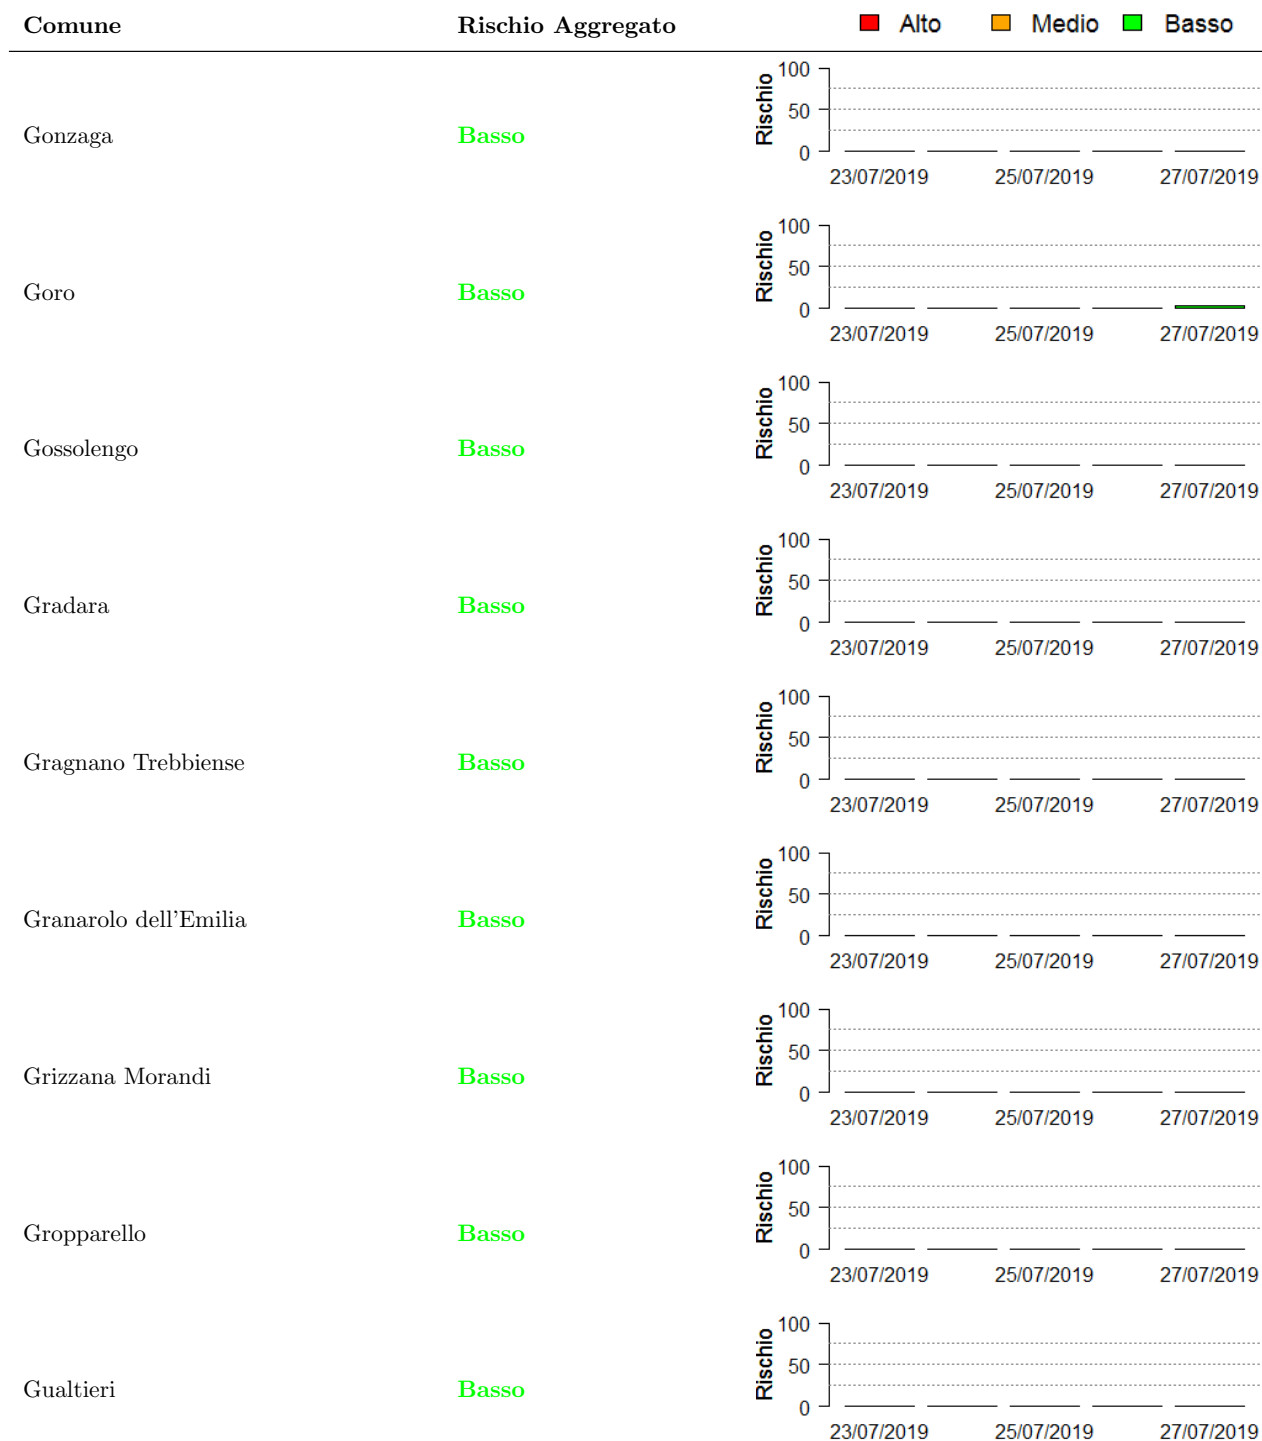 Comune Rischio Aggregato Alto Medio Basso
100
50
0
Rischio
Gonzaga Basso
23/07/2019 25/07/2019 27/07/2019
100
50
0
Rischio
Goro Basso
23/07/2019 25/07/2019 27/07/2019
100
50
0
Rischio
Gossolengo Basso
23/07/2019 25/07/2019 27/07/2019
100
50
0
Rischio
Gradara Basso
23/07/2019 25/07/2019 27/07/2019
100
50
0
Rischio
Gragnano Trebbiense Basso
23/07/2019 25/07/2019 27/07/2019
100
50
0
Rischio
Granarolo dell'Emilia Basso
23/07/2019 25/07/2019 27/07/2019
100
50
0
Rischio
Grizzana Morandi Basso
23/07/2019 25/07/2019 27/07/2019
100
50
0
Rischio
Gropparello Basso
23/07/2019 25/07/2019 27/07/2019
100
50
0
Rischio
Gualtieri Basso
23/07/2019 25/07/2019 27/07/2019